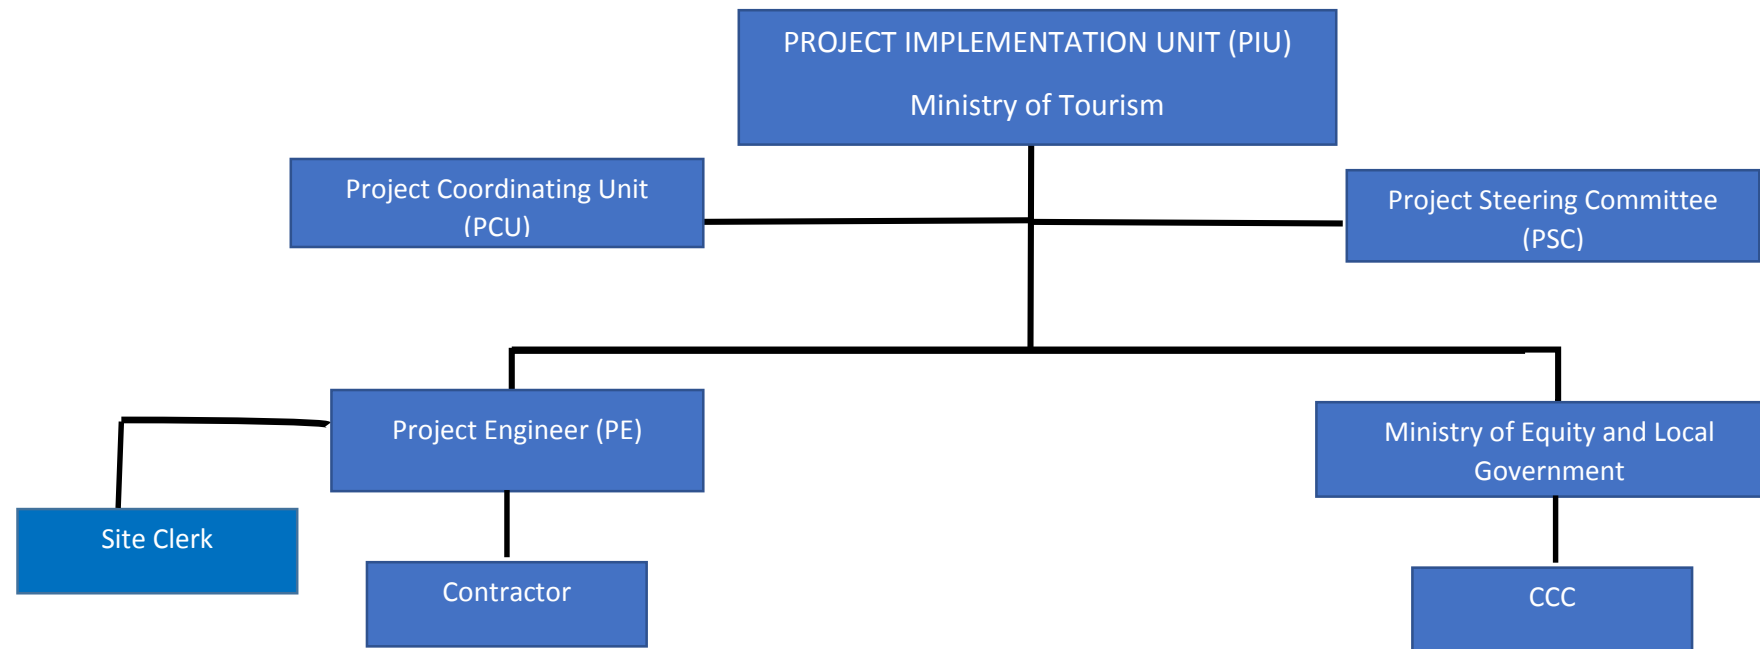 PROJECT IMPLEMENTATION UNIT (PIU)
Ministry of Tourism
Project Coordinating Unit
(PCU)
Project Steering Committee
(PSC)
Project Engineer (PE)
Ministry of Equity and Local
Government
Site Clerk
Contractor
CCC